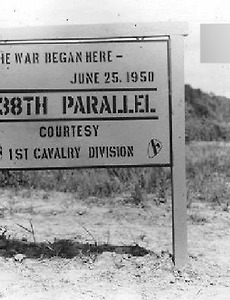 HE WAR BEGAN HERE –
JUNE 25, 1950
38TH PARALLEL
COURTESY
1ST CAVALRY DIVISION –